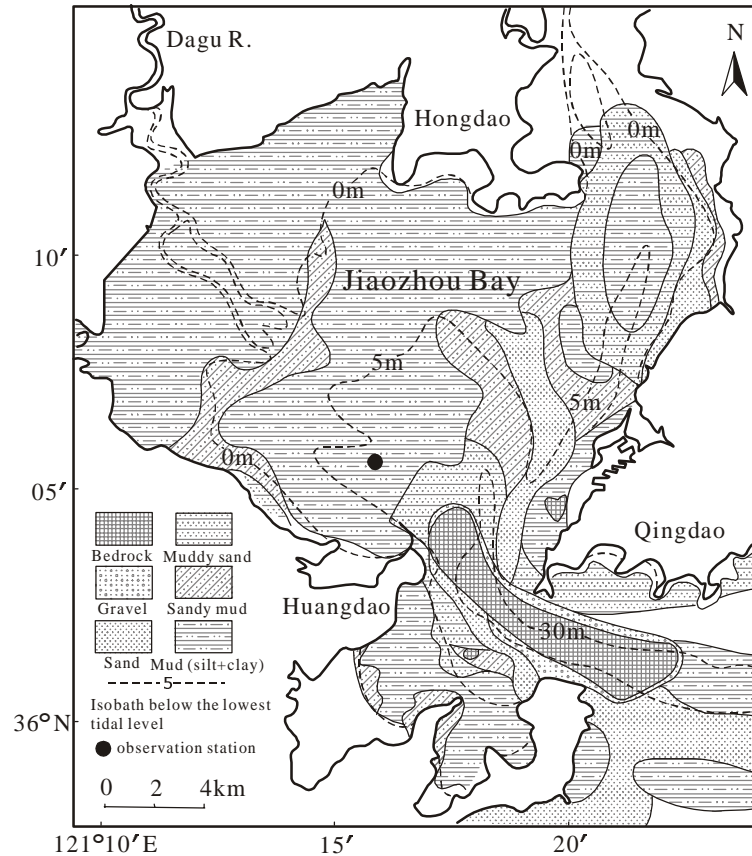 Dagu R.
N
Hongdao
0m
0m
0m
10′
Jiaozhou Bay
5m
5m
0m
05′
Qingdao
Bedrock Muddy sand
Huangdao
Gravel Sandy mud
30m
Sand Mud (silt+clay)
5
Isobath below the lowest
tidal level
36°N
observation station
0 2 4km
121°10′E 15′ 20′